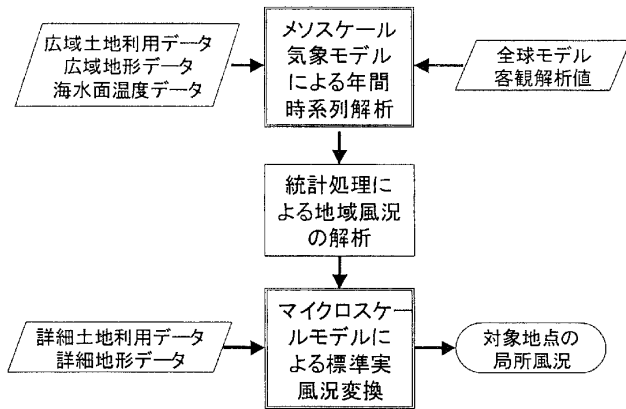 広域土地利用データ
広域地形データ
海水面温度データ
メソスケール
気象モデル
による年間
時系列解析
全球モデル
客観解析値
統計処理に
よる地域風況
の解析
詳細土地利用データ
詳細地形データ
マイクロスケー
ルモデルによ
る標準実
風況変換
対象地点の
局所風況